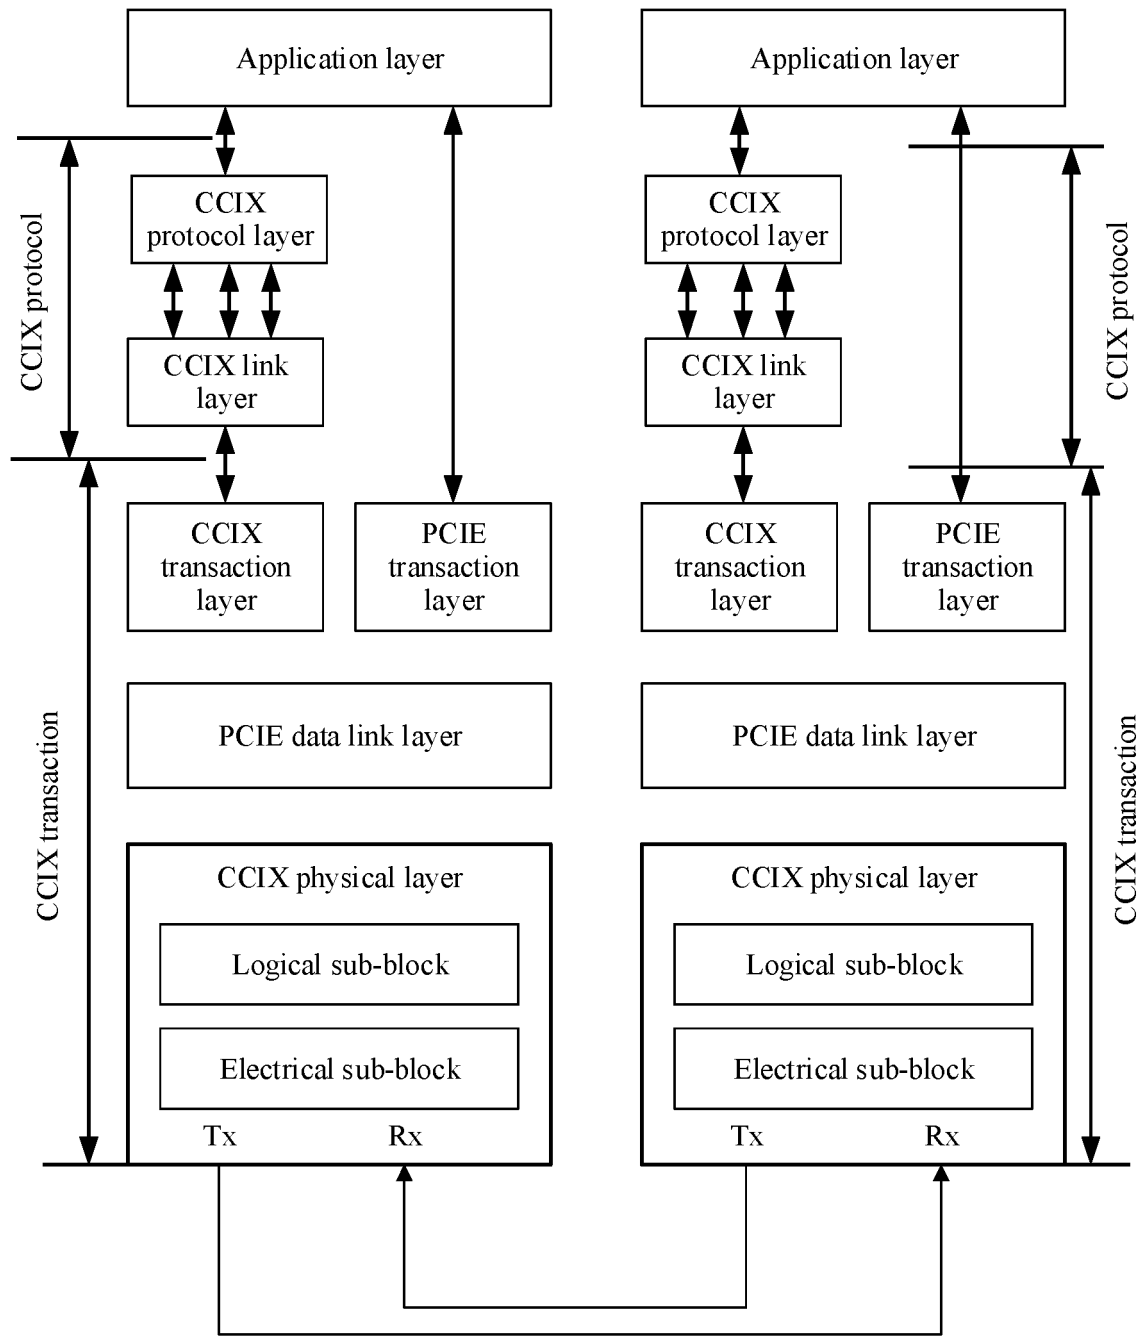 Application layer
CCIX
protocol layer
CCIX link
layer
CCIX
transaction
layer
PCIE
transaction
layer
PCIE data link layer
CCIX physical layer
Logical sub-block
Electrical sub-block
Tx
Rx
CCIX protocol
CCIX transaction
Application layer
CCIX
protocol layer
CCIX link
layer
CCIX
transaction
layer
PCIE
transaction
layer
PCIE data link layer
CCIX physical layer
Logical sub-block
Electrical sub-block
Tx
Rx
CCIX protocol
CCIX transaction